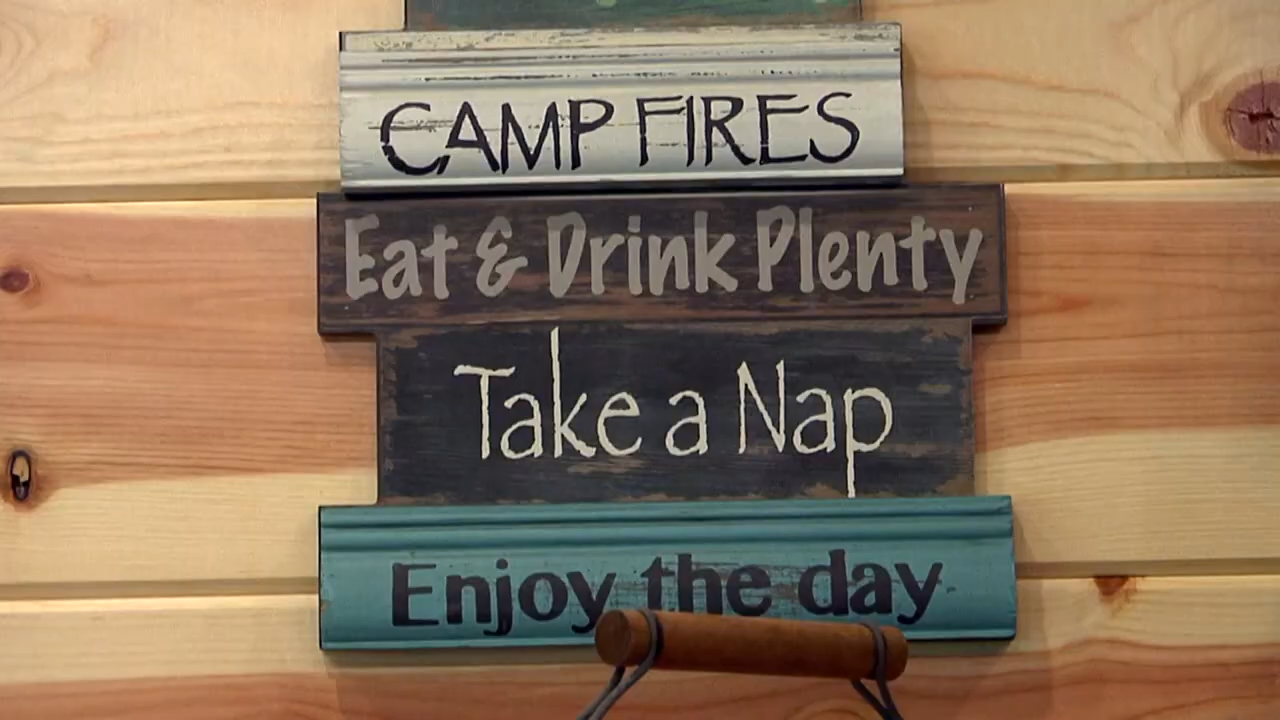 CAMP FIRES
Eat & Drink Plenty
Take a Nap
Enjoy the day